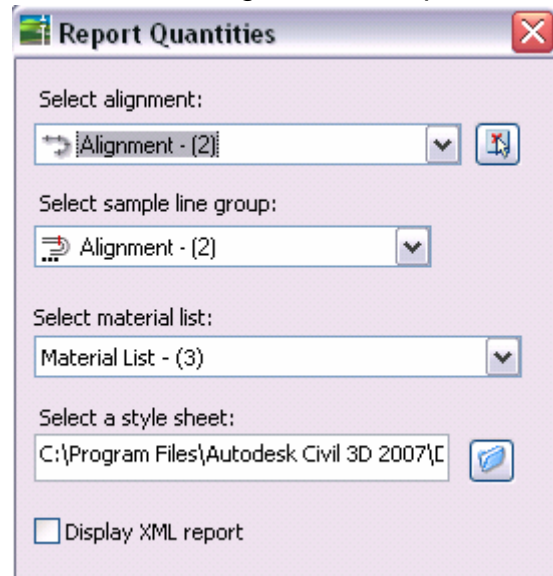 Report Quantities
Select alignment:
Alignment - (2)
Select sample line group:
Alignment - (2)
Select material list:
Material List - (3)
Select a style sheet:
C:\Program Files\Autodesk Civil 3D 2007\D
Display XML report